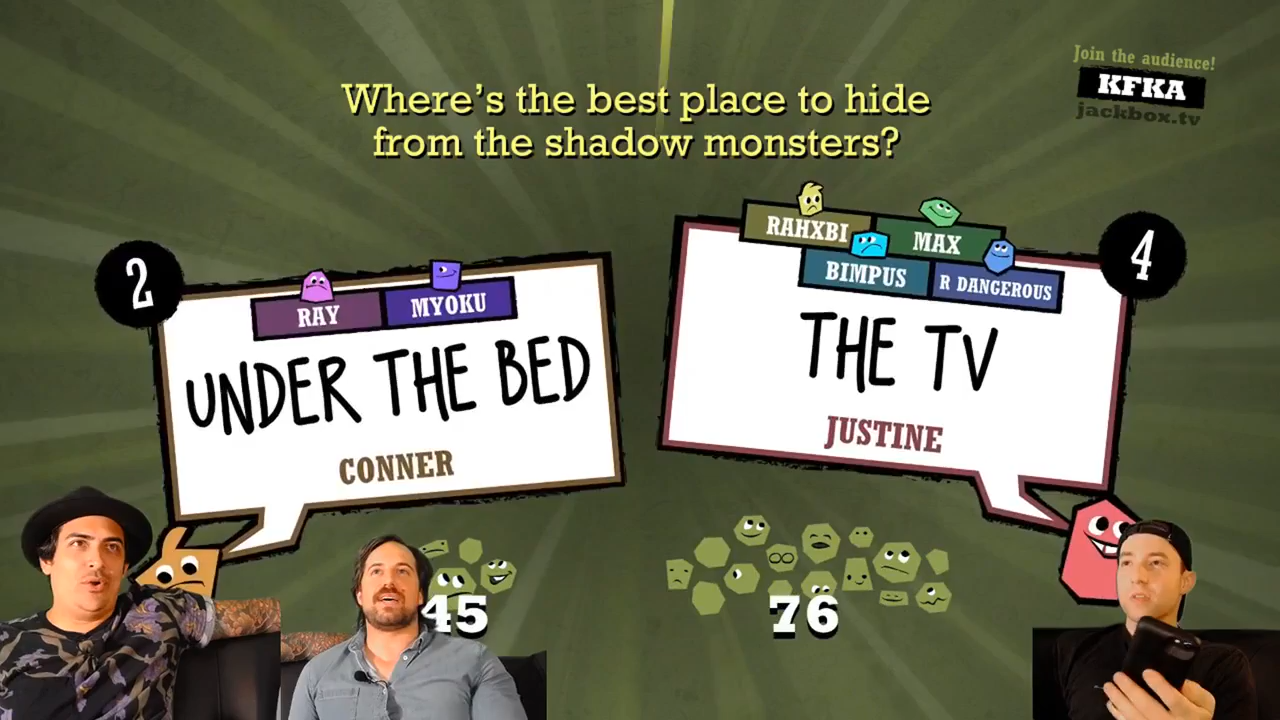 Join the audience!
KFKA
jackbox.tv
Where's the best place to hide
from the shadow monsters?
2
RAY
MYOKU
UNDER THE BED
CONNER
RAHXBI
MAX
BIMPUS
R DANGEROUS
4
THE TV
JUSTINE
45
76